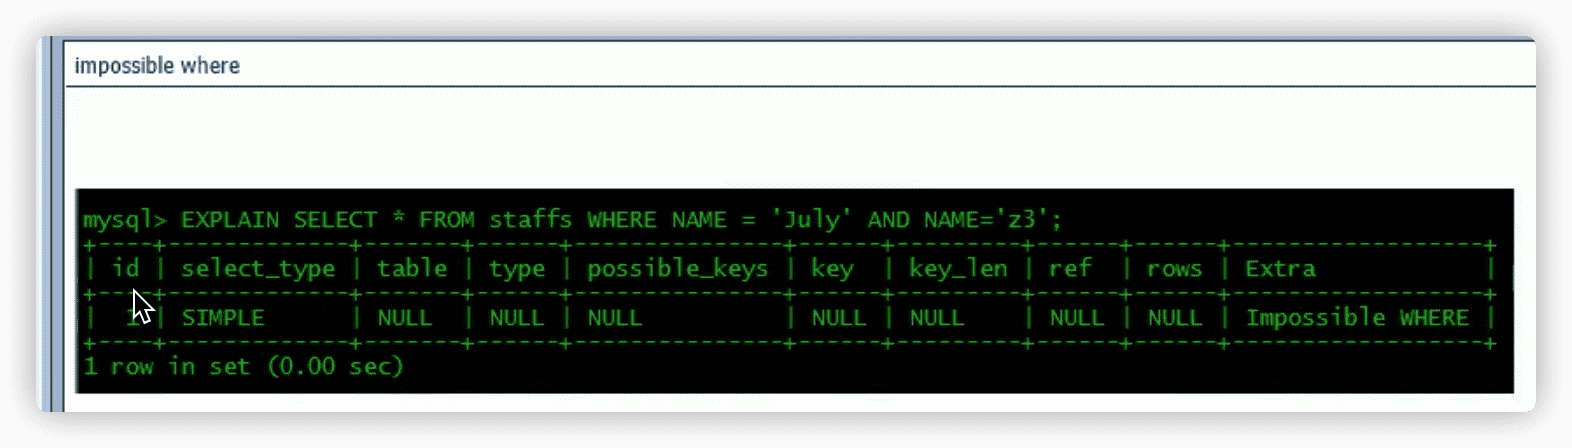 impossible where
mysql> EXPLAIN SELECT * FROM staffs WHERE NAME = 'July' AND NAME='z3';
+----+-------------+-------+------+---------------+------+---------+------+------+------------------+
| id | select_type | table | type | possible_keys | key  | key_len | ref  | rows | Extra            |
+----+-------------+-------+------+---------------+------+---------+------+------+------------------+
|  1 | SIMPLE      | NULL  | NULL | NULL          | NULL | NULL    | NULL | NULL | Impossible WHERE |
+----+-------------+-------+------+---------------+------+---------+------+------+------------------+
1 row in set (0.00 sec)